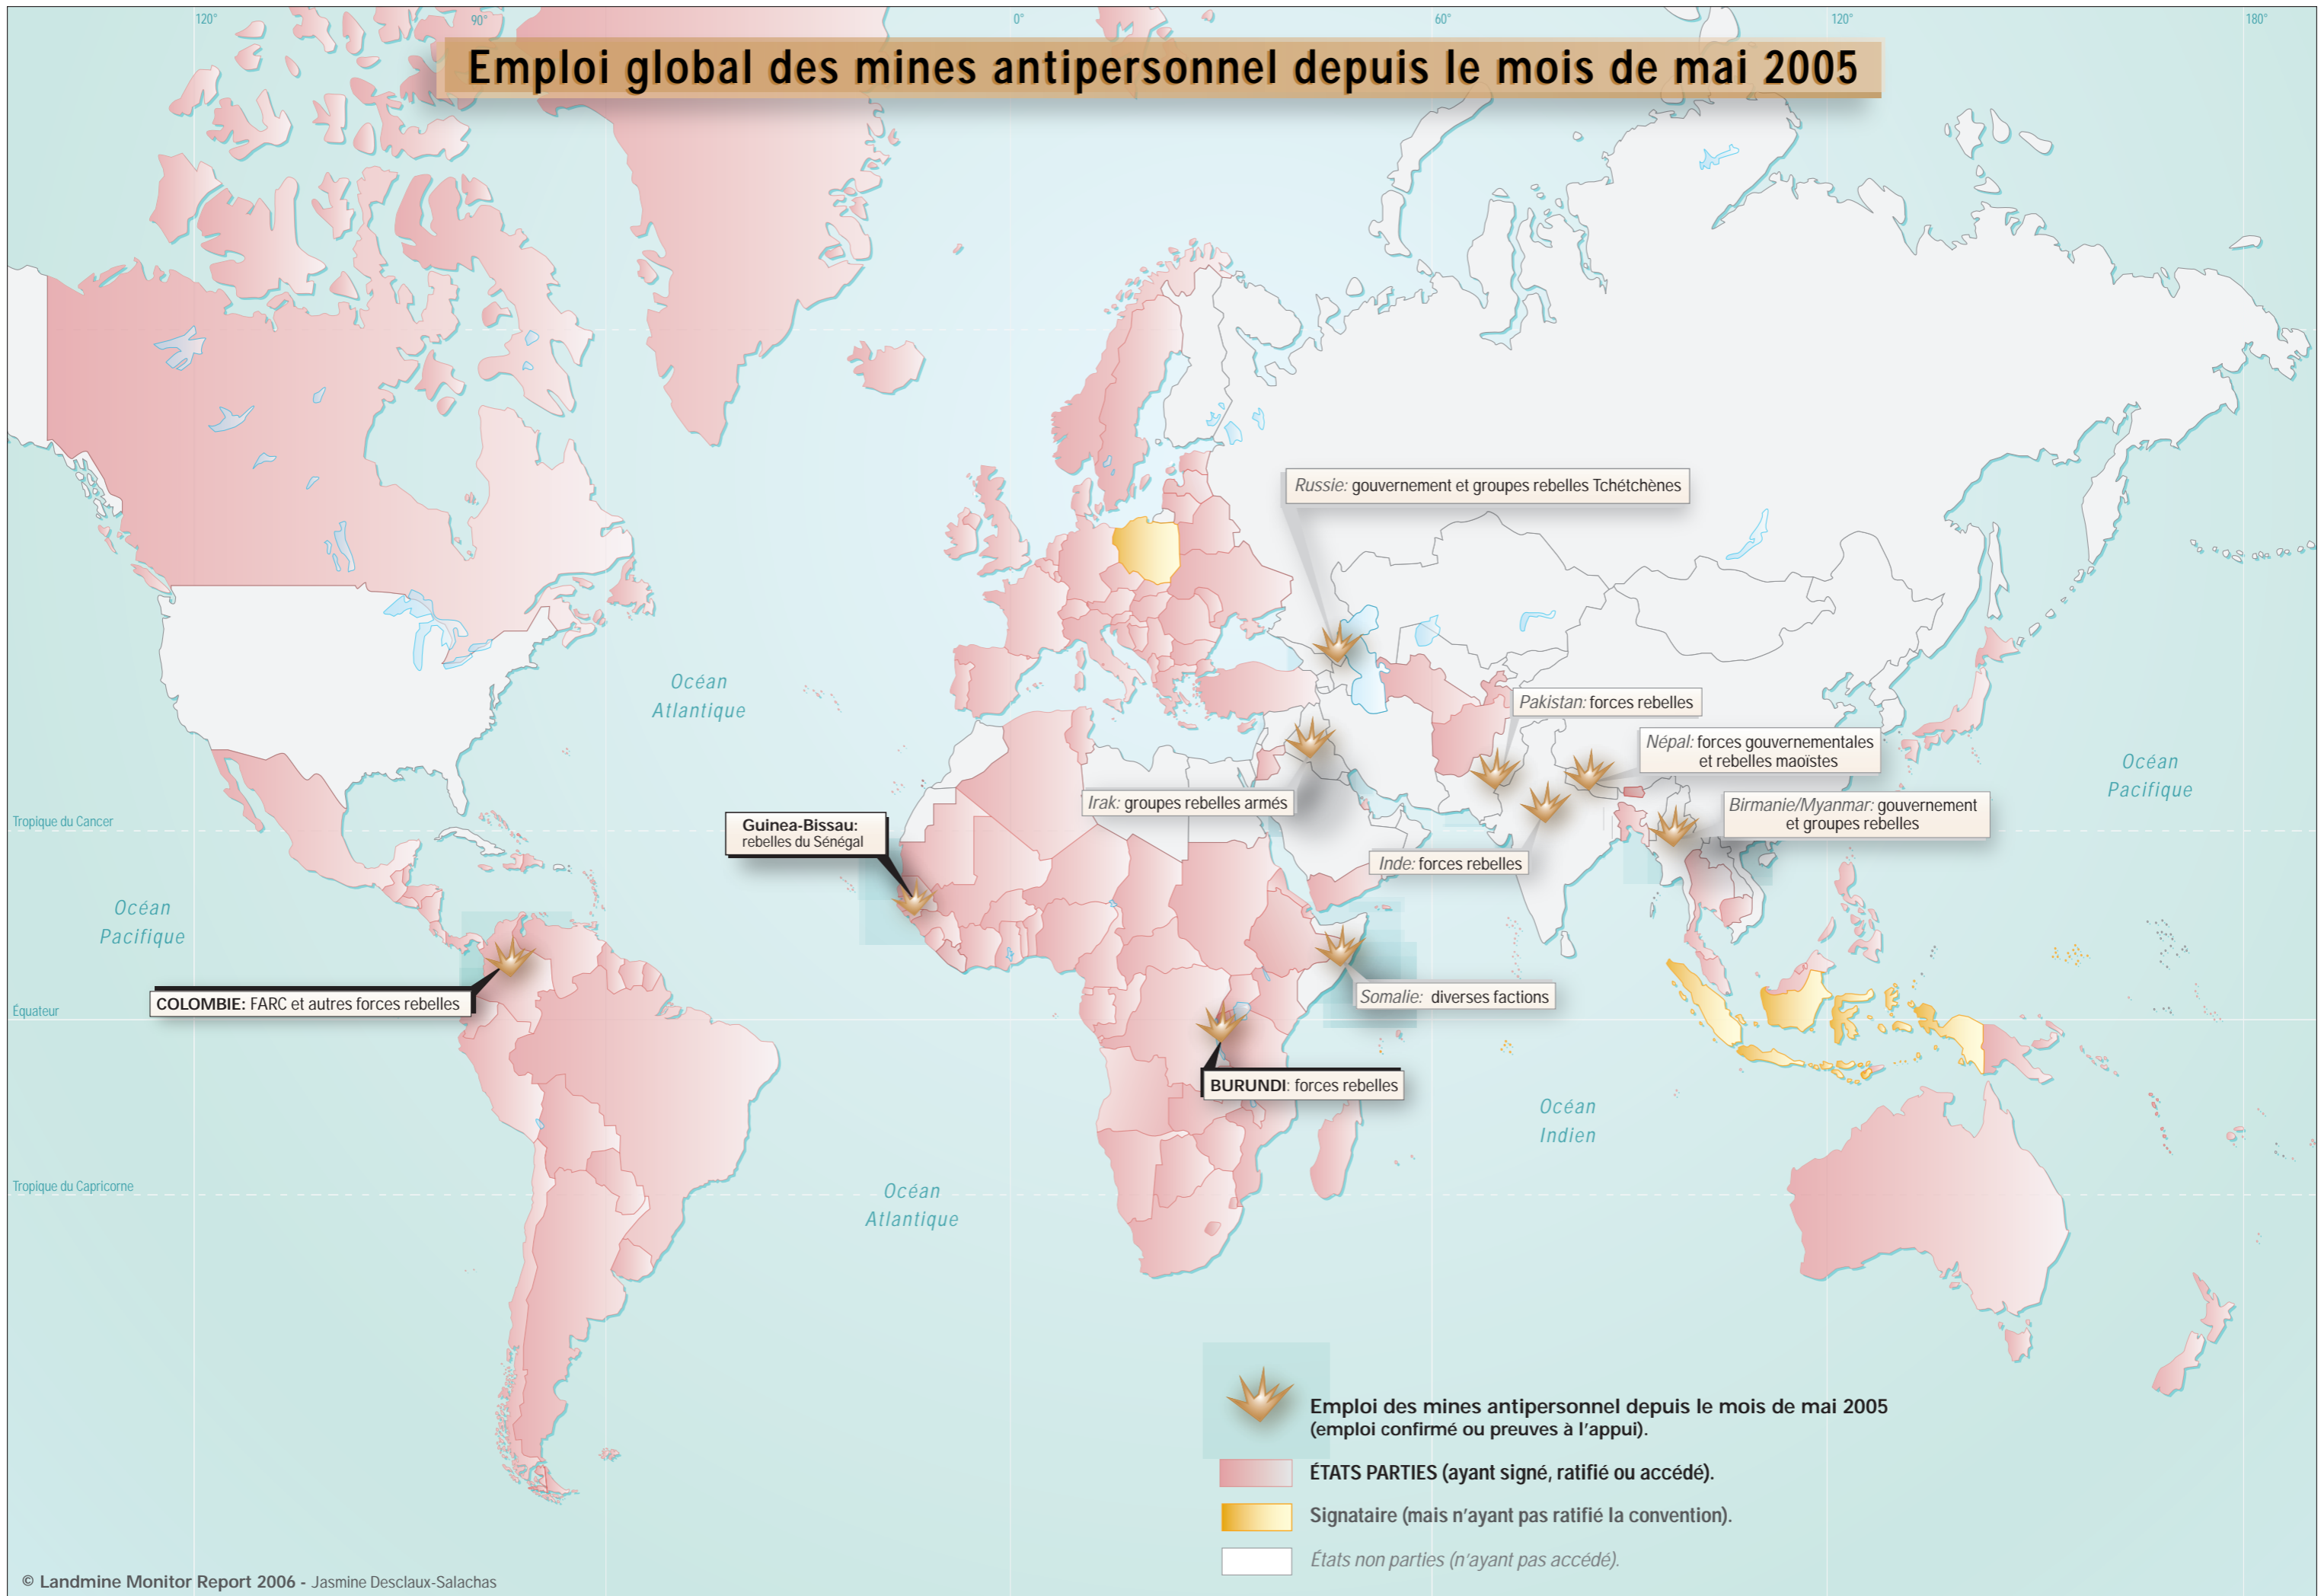 120°
90°
0°
60°
120°
180°
Emploi global des mines antipersonnel depuis le mois de mai 2005
Russie: gouvernement et groupes rebelles Tchétchènes
Océan
Atlantique
Pakistan: forces rebelles
Népal: forces gouvernementales
et rebelles maoïstes
Océan
Pacifique
Irak: groupes rebelles armés
Birmanie/Myanmar: gouvernement
et groupes rebelles
Tropique du Cancer
Guinea-Bissau:
rebelles du Sénégal
Inde: forces rebelles
Océan
Pacifique
COLOMBIE: FARC et autres forces rebelles
Somalie: diverses factions
Équateur
BURUNDI: forces rebelles
Océan
Indien
Tropique du Capricorne
Océan
Atlantique
Emploi des mines antipersonnel depuis le mois de mai 2005
(emploi confirmé ou preuves à l'appui).
ÉTATS PARTIES (ayant signé, ratifié ou accédé).
Signataire (mais n'ayant pas ratifié la convention).
États non parties (n'ayant pas accédé).
© Landmine Monitor Report 2006 - Jasmine Desclaux-Salachas